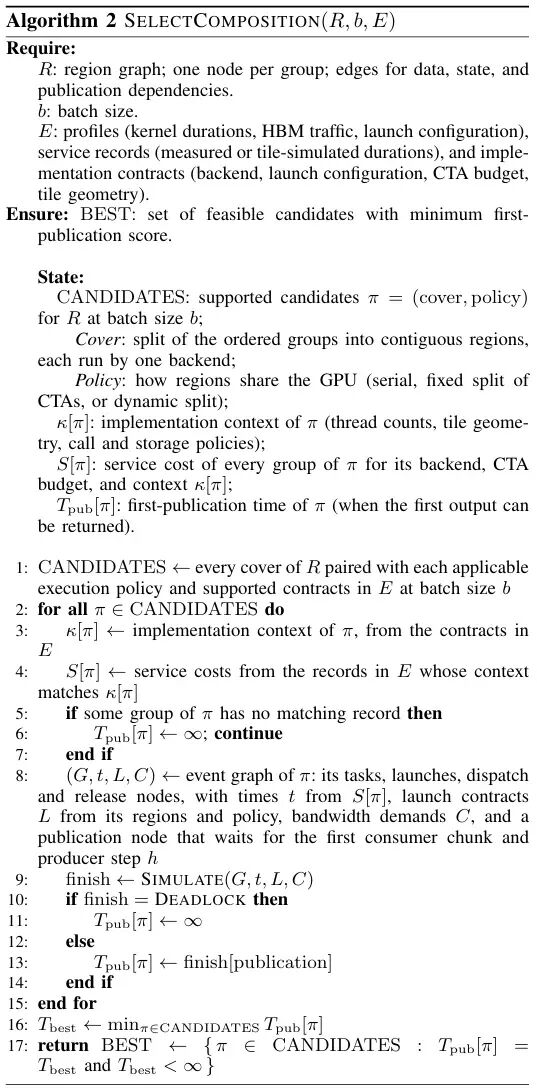 Algorithm 2 SELECTCOMPOSITION(R, b, E)
Require:
R: region graph; one node per group; edges for data, state, and
publication dependencies.
b: batch size.
E: profiles (kernel durations, HBM traffic, launch configuration),
service records (measured or tile-simulated durations), and imple-
mentation contracts (backend, launch configuration, CTA budget,
tile geometry).
Ensure: BEST: set of feasible candidates with minimum first-
publication score.
State:
CANDIDATES: supported candidates π = (cover, policy)
for R at batch size b;
Cover: split of the ordered groups into contiguous regions,
each run by one backend;
Policy: how regions share the GPU (serial, fixed split of
CTAs, or dynamic split);
κ[π]: implementation context of π (thread counts, tile geome-
try, call and storage policies);
S[π]: service cost of every group of π for its backend, CTA
budget, and context κ[π];
T_pub[π]: first-publication time of π (when the first output can
be returned).
1: CANDIDATES ← every cover of R paired with each applicable
execution policy and supported contracts in E at batch size b
2: for all π ∈ CANDIDATES do
3: κ[π] ← implementation context of π, from the contracts in
E
4: S[π] ← service costs from the records in E whose context
matches κ[π]
5: if some group of π has no matching record then
6: T_pub[π] ← ∞; continue
7: end if
8: (G, t, L, C) ← event graph of π: its tasks, launches, dispatch
and release nodes, with times t from S[π], launch contracts
L from its regions and policy, bandwidth demands C, and a
publication node that waits for the first consumer chunk and
producer step h
9: finish ← SIMULATE(G, t, L, C)
10: if finish = DEADLOCK then
11: T_pub[π] ← ∞
12: else
13: T_pub[π] ← finish[publication]
14: end if
15: end for
16: T_best ← min_π∈CANDIDATES T_pub[π]
17: return BEST ← { π ∈ CANDIDATES : T_pub[π] =
T_best and T_best < ∞ }